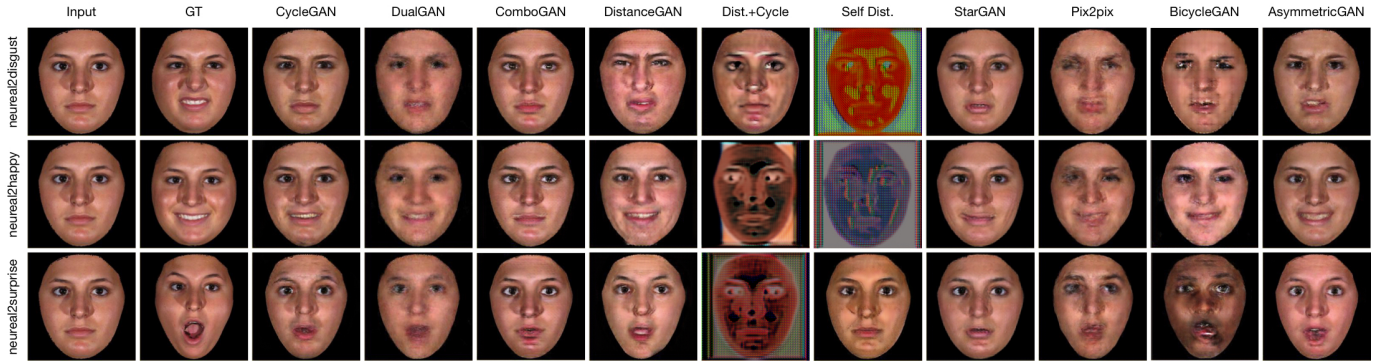 Input GT CycleGAN DualGAN ComboGAN DistanceGAN Dist.+Cycle Self Dist. StarGAN Pix2pix BicycleGAN AsymmetricGAN
neureal2disgust
neureal2happy
neureal2surprise